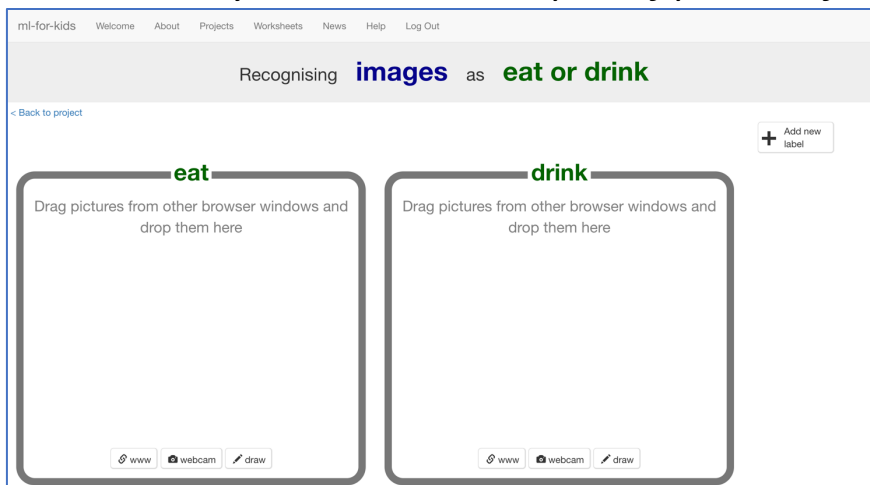 ml-for-kids Welcome About Projects Worksheets News Help Log Out
Recognising images as eat or drink
< Back to project
Add new
label
eat
Drag pictures from other browser windows and
drop them here
www webcam draw
drink
Drag pictures from other browser windows and
drop them here
www webcam draw